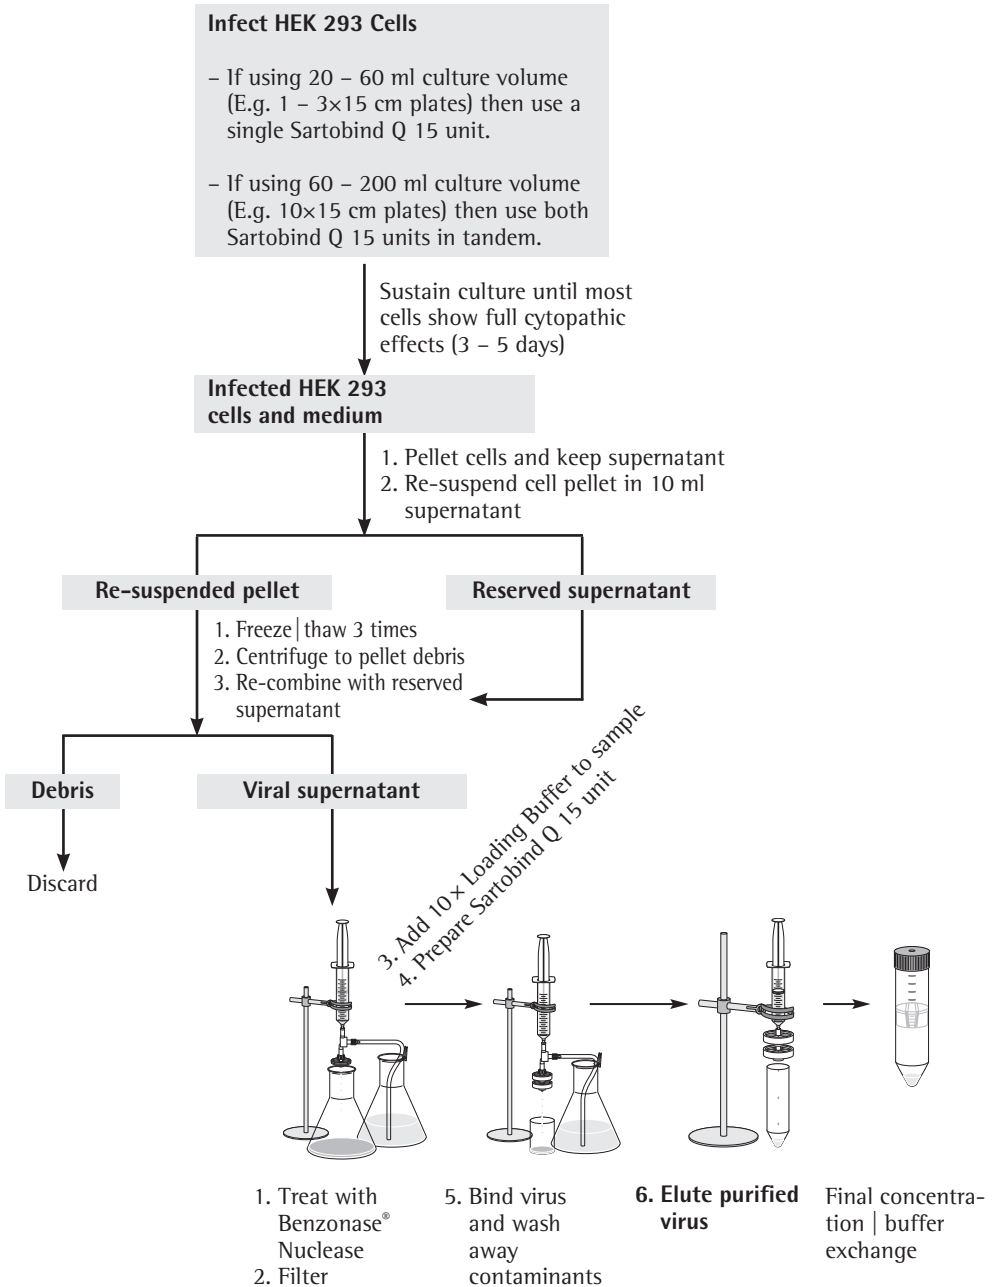 Infect HEK 293 Cells
– If using 20 – 60 ml culture volume
(E.g. 1 – 3×15 cm plates) then use a
single Sartobind Q 15 unit.
– If using 60 – 200 ml culture volume
(E.g. 10×15 cm plates) then use both
Sartobind Q 15 units in tandem.
Sustain culture until most
cells show full cytopathic
effects (3 – 5 days)
Infected HEK 293
cells and medium
1. Pellet cells and keep supernatant
2. Re-suspend cell pellet in 10 ml
supernatant
Re-suspended pellet
Reserved supernatant
1. Freeze | thaw 3 times
2. Centrifuge to pellet debris
3. Re-combine with reserved
supernatant
Debris
Viral supernatant
Discard
3. Add 10 × Loading Buffer to sample
4. Prepare Sartobind Q 15 unit
1. Treat with
Benzonase®
Nuclease
2. Filter
5. Bind virus
and wash
away
contaminants
6. Elute purified
virus
Final concentra-
tion | buffer
exchange